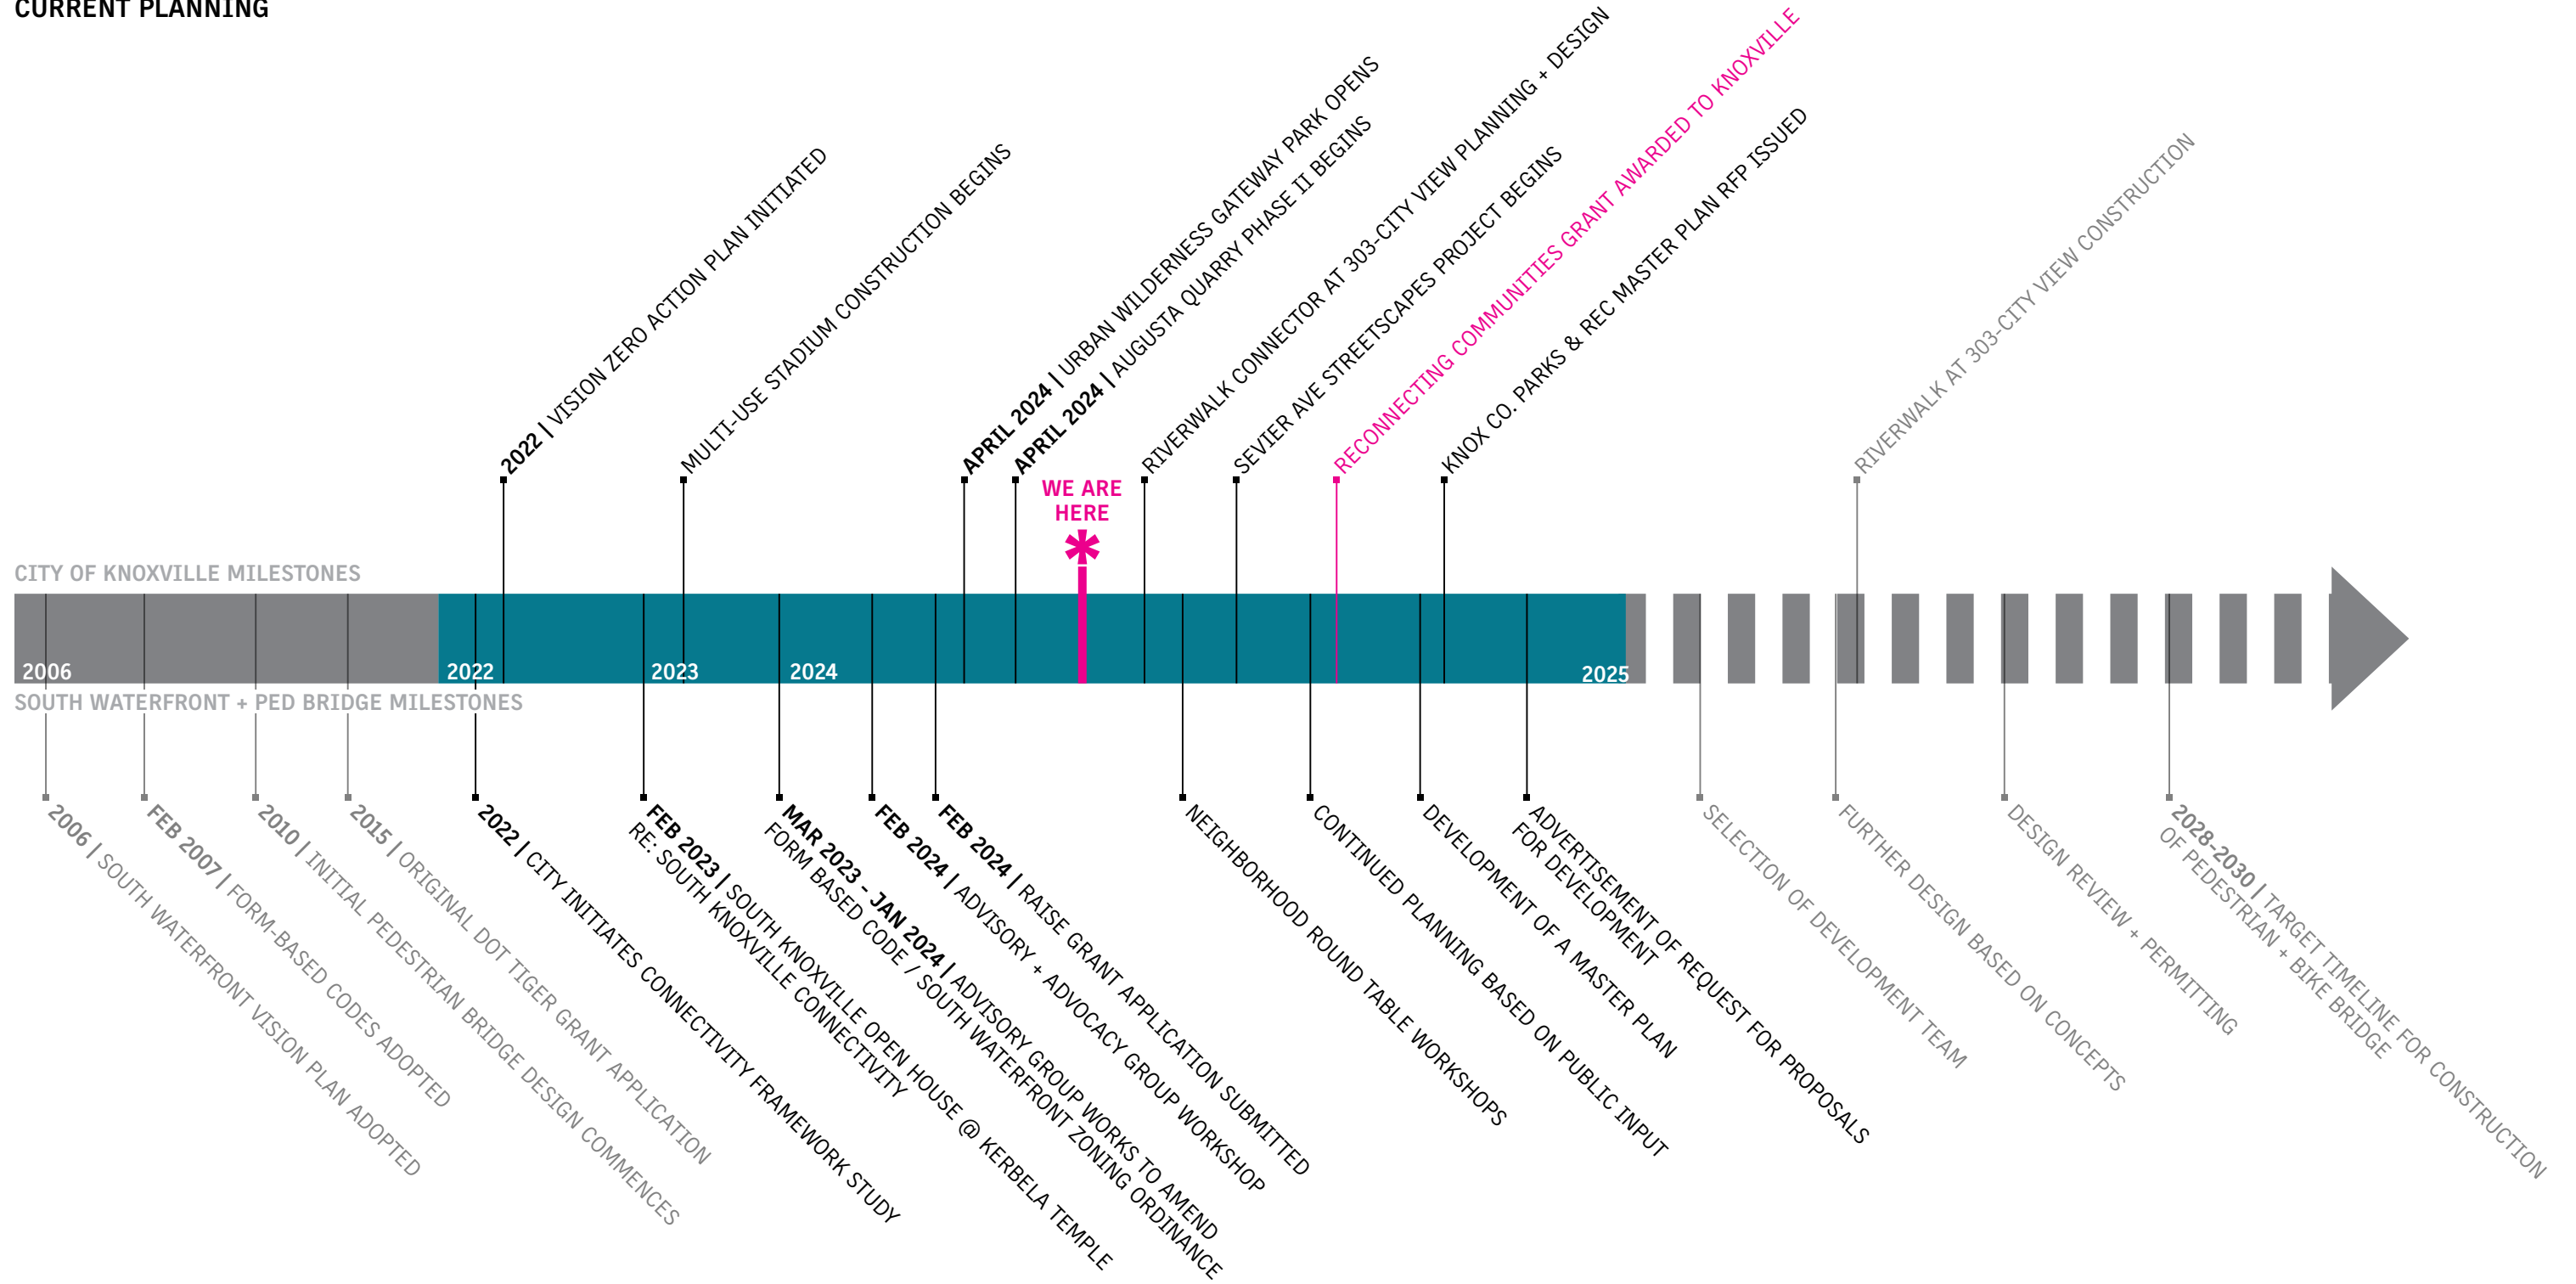 CURRENT PLANNING
2022 | VISION ZERO ACTION PLAN INITIATED
MULTI-USE STADIUM CONSTRUCTION BEGINS
APRIL 2024 | URBAN WILDERNESS GATEWAY PARK OPENS
APRIL 2024 | AUGUSTA QUARRY PHASE II BEGINS
RIVERWALK CONNECTOR AT 303-CITY VIEW PLANNING + DESIGN
SEVIER AVE STREETSCAPES PROJECT BEGINS
RECONNECTING COMMUNITIES GRANT AWARDED TO KNOXVILLE
KNOX CO. PARKS & REC MASTER PLAN RFP ISSUED
RIVERWALK AT 303-CITY VIEW CONSTRUCTION
WE ARE
HERE
*
CITY OF KNOXVILLE MILESTONES
2006
2022
2023
2024
2025
SOUTH WATERFRONT + PED BRIDGE MILESTONES
2006 | SOUTH WATERFRONT VISION PLAN ADOPTED
FEB 2007 | FORM-BASED CODES ADOPTED
2010 | INITIAL PEDESTRIAN BRIDGE DESIGN COMMENCES
2015 | ORIGINAL DOT TIGER GRANT APPLICATION
2022 | CITY INITIATES CONNECTIVITY FRAMEWORK STUDY
FEB 2023 | SOUTH KNOXVILLE OPEN HOUSE @ KERBELA TEMPLE
RE: SOUTH KNOXVILLE CONNECTIVITY
MAR 2023 - JAN 2024 | ADVISORY GROUP WORKS TO AMEND
FORM BASED CODE / SOUTH WATERFRONT ZONING ORDINANCE
FEB 2024 | ADVISORY + ADVOCACY GROUP WORKSHOP
FEB 2024 | RAISE GRANT APPLICATION SUBMITTED
NEIGHBORHOOD ROUND TABLE WORKSHOPS
CONTINUED PLANNING BASED ON PUBLIC INPUT
DEVELOPMENT OF A MASTER PLAN
ADVERTISEMENT OF REQUEST FOR PROPOSALS
FOR DEVELOPMENT
SELECTION OF DEVELOPMENT TEAM
FURTHER DESIGN BASED ON CONCEPTS
DESIGN REVIEW + PERMITTING
2028-2030 | TARGET TIMELINE FOR CONSTRUCTION
OF PEDESTRIAN + BIKE BRIDGE